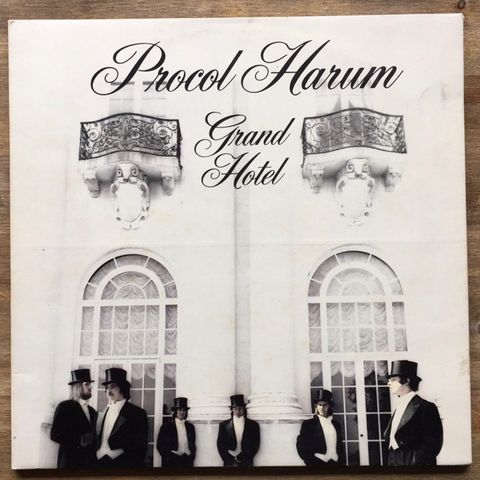 Procol Harum
Grand
Hotel